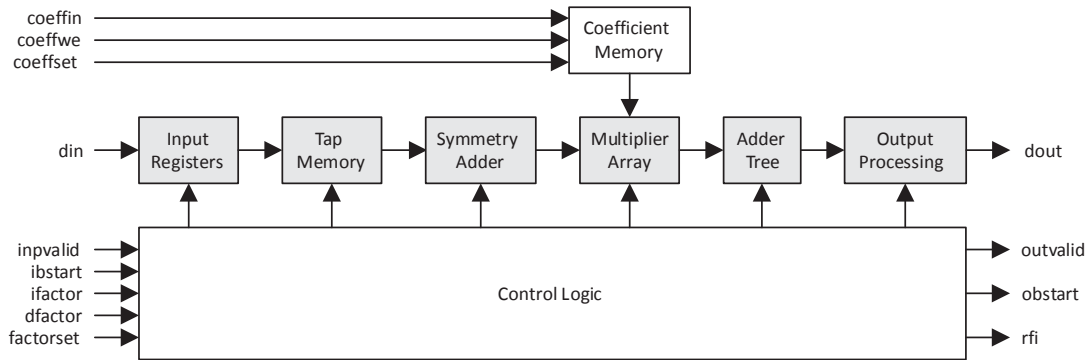 coeffin
coeffwe
coeffset
Coefficient
Memory
din
Input
Registers
Tap
Memory
Symmetry
Adder
Multiplier
Array
Adder
Tree
Output
Processing
dout
inpvalid
ibstart
ifactor
dfactor
factorset
Control Logic
outvalid
obstart
rfi